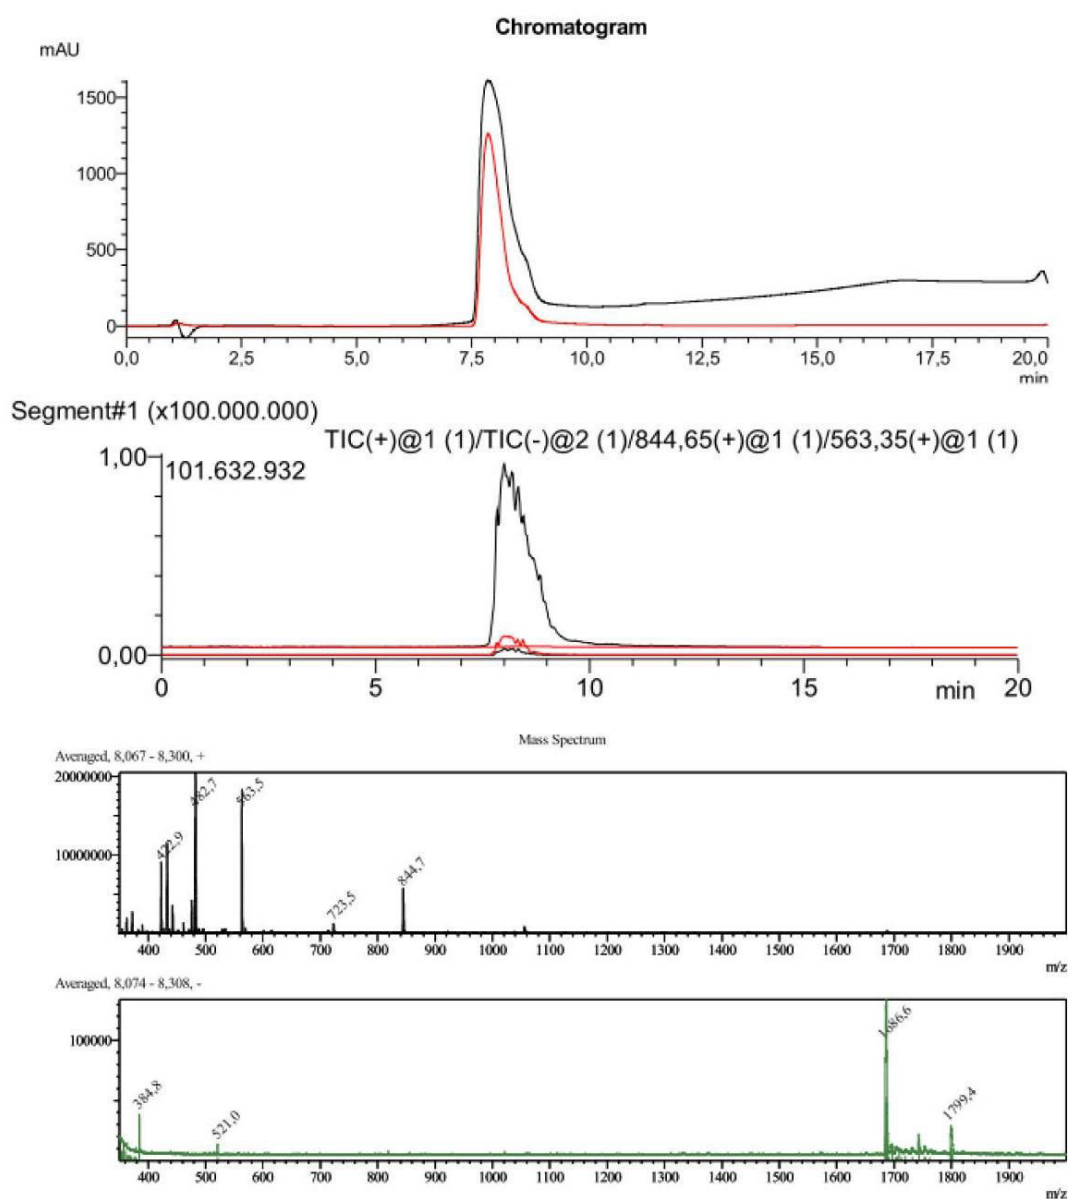 Chromatogram
mAU
1500
1000
500
0
0,0 2,5 5,0 7,5 10,0 12,5 15,0 17,5 20,0
min
Segment#1 (x100.000.000)
TIC(+)@1 (1)/TIC(-)@2 (1)/844,65(+)@1 (1)/563,35(+)@1 (1)
1,00
101.632.932
0,00
0 5 10 15 min 20
Mass Spectrum
Averaged, 8,067 - 8,300, +
20000000
10000000
422,9
482,7
563,5
723,5
844,7
400 500 600 700 800 900 1000 1100 1200 1300 1400 1500 1600 1700 1800 1900
m/z
Averaged, 8,074 - 8,308, -
100000
384,8
521,0
1686,6
1799,4
400 500 600 700 800 900 1000 1100 1200 1300 1400 1500 1600 1700 1800 1900
m/z